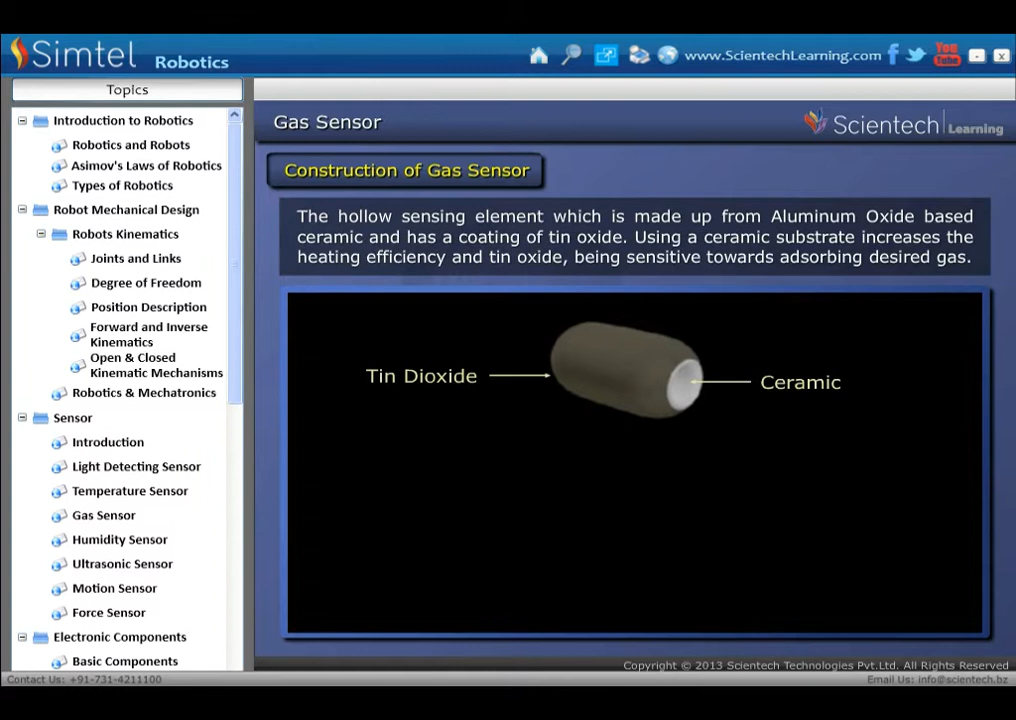 Simtel Robotics
www.ScientechLearning.com
You
Tube
Topics
Introduction to Robotics
Robotics and Robots
Asimov's Laws of Robotics
Types of Robotics
Robot Mechanical Design
Robots Kinematics
Joints and Links
Degree of Freedom
Position Description
Forward and Inverse
Kinematics
Open & Closed
Kinematic Mechanisms
Robotics & Mechatronics
Sensor
Introduction
Light Detecting Sensor
Temperature Sensor
Gas Sensor
Humidity Sensor
Ultrasonic Sensor
Motion Sensor
Force Sensor
Electronic Components
Basic Components
Gas Sensor
Scientech Learning
Construction of Gas Sensor
The hollow sensing element which is made up from Aluminum Oxide based
ceramic and has a coating of tin oxide. Using a ceramic substrate increases the
heating efficiency and tin oxide, being sensitive towards adsorbing desired gas.
Tin Dioxide
Ceramic
Copyright © 2013 Scientech Technologies Pvt.Ltd. All Rights Reserved
Contact Us: +91-731-4211100
Email Us: info@scientech.bz